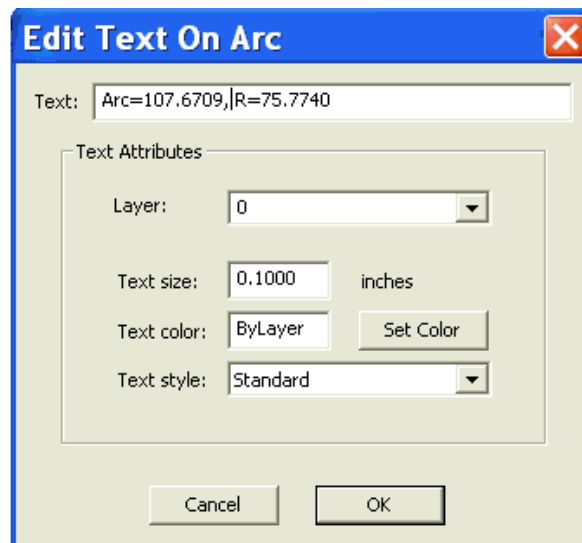 Edit Text On Arc
Text: Arc=107.6709,R=75.7740
Text Attributes
Layer: 0
Text size: 0.1000 inches
Text color: ByLayer Set Color
Text style: Standard
Cancel OK